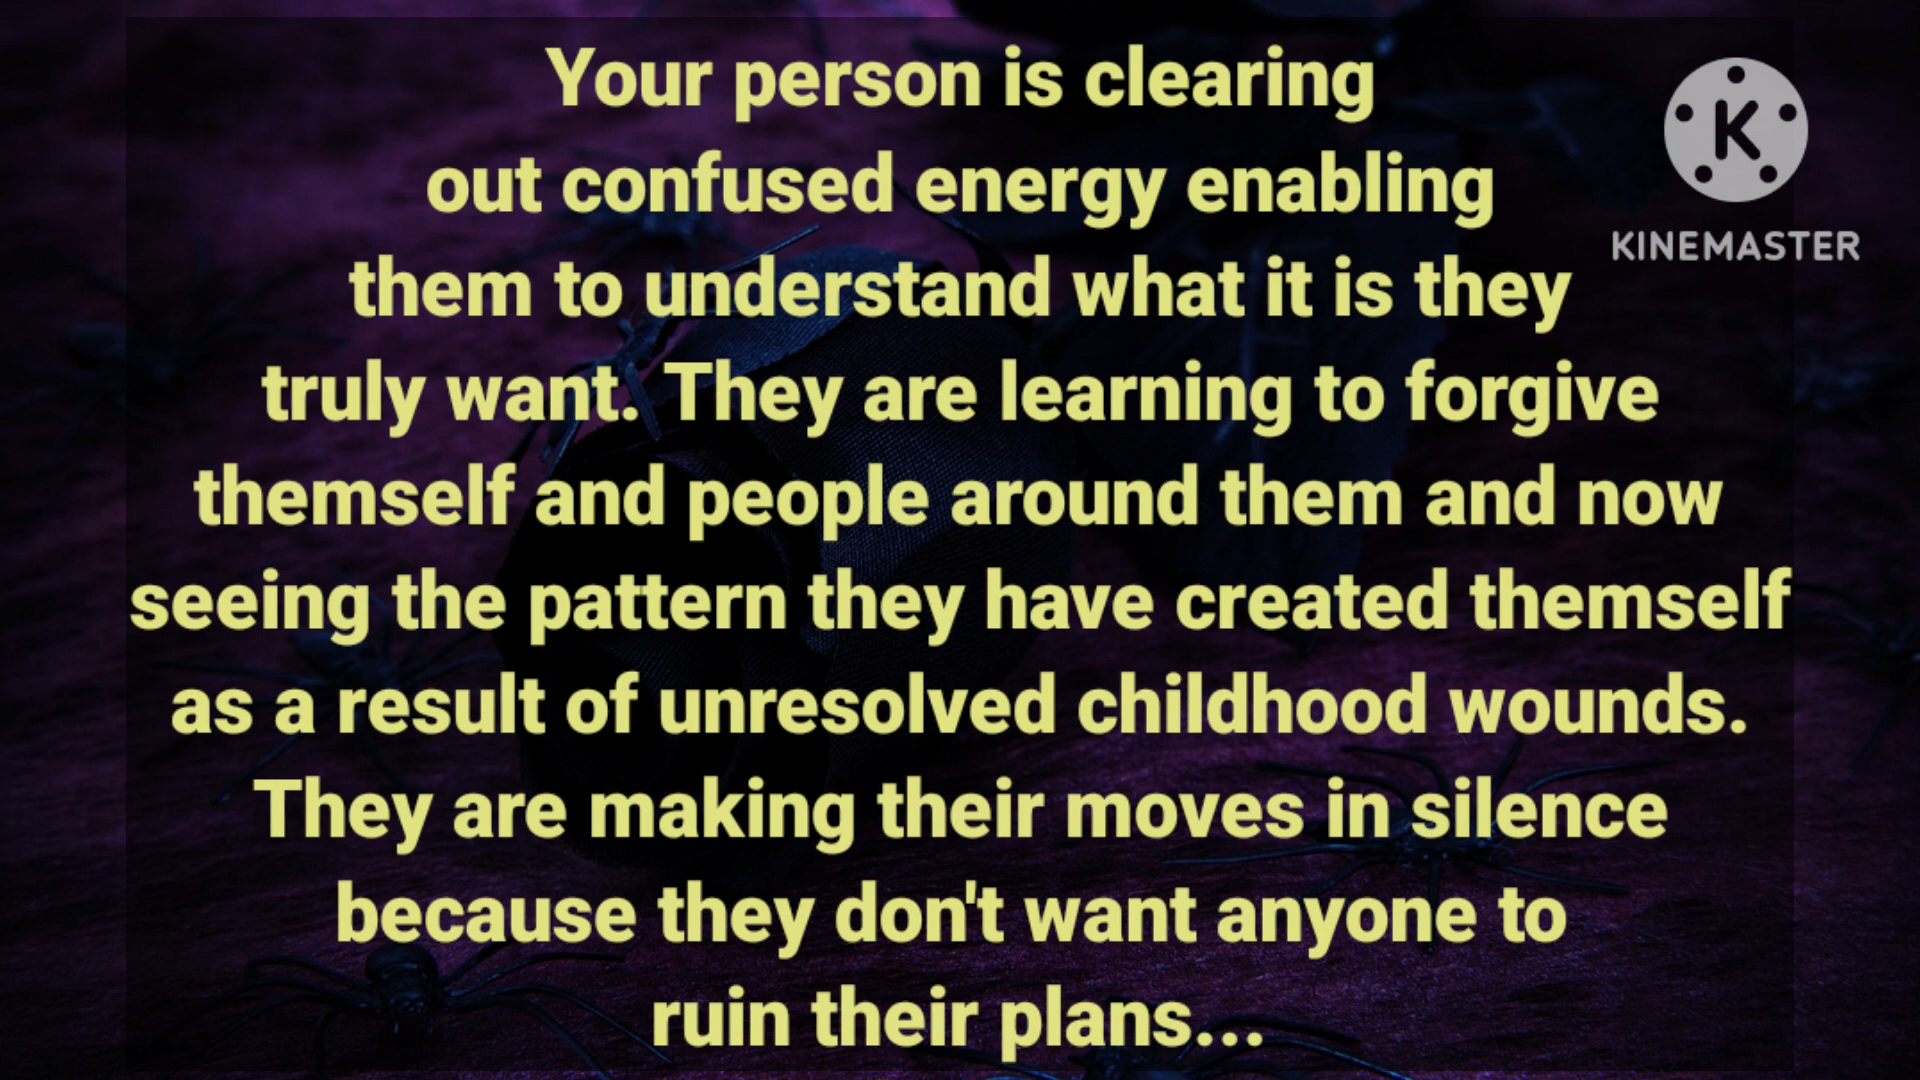 Your person is clearing
out confused energy enabling
them to understand what it is they
truly want. They are learning to forgive
themself and people around them and now
seeing the pattern they have created themself
as a result of unresolved childhood wounds.
They are making their moves in silence
because they don't want anyone to
ruin their plans...
K
KINEMASTER